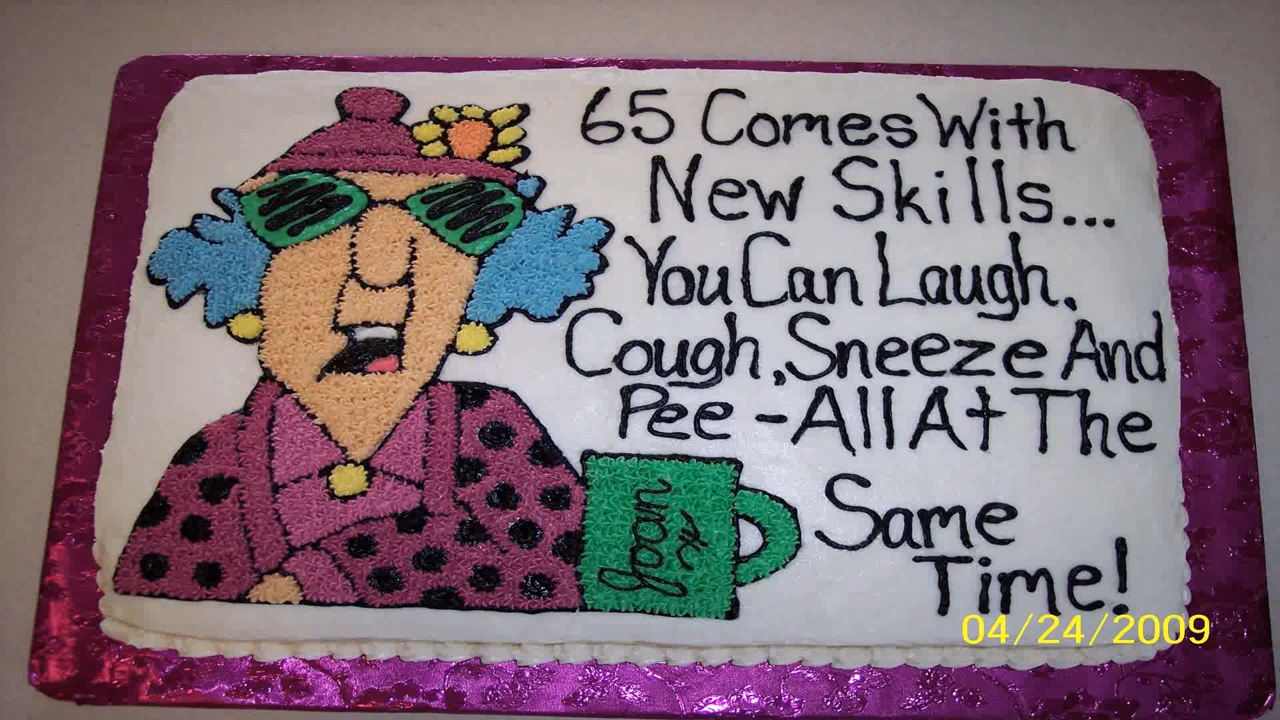 65 Comes With
New Skills...
You Can Laugh,
Cough, Sneeze And
Pee - All At The
Same
Time!
Joan
04/24/2009